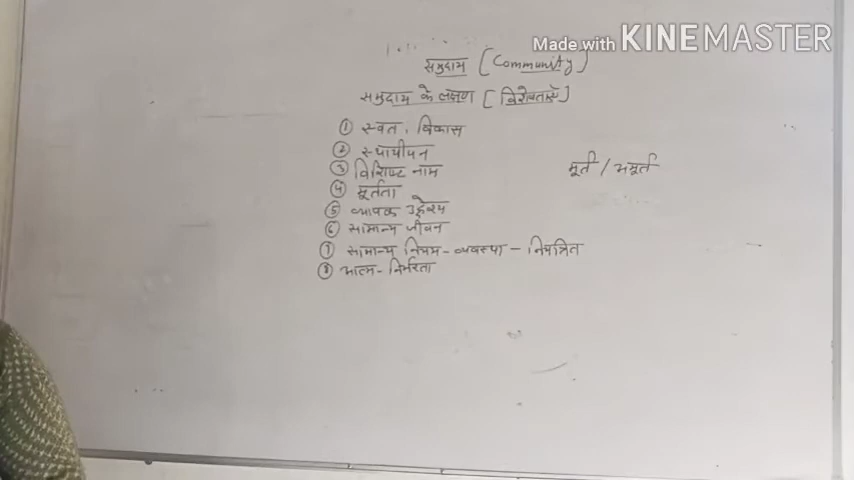 Made with KINEMASTER
समुदाय [Community]
समुदाय के लक्षण [विशेषताएँ]
① स्वत: विकास
② स्थायीपन
③ विशिष्ट नाम
④ मूर्तता
मूर्त / अमूर्त
⑤ व्यापक उद्देश्य
⑥ सामान्य जीवन
⑦ सामान्य नियम - व्यवस्था - नियंत्रित
⑧ आत्म - निर्भरता